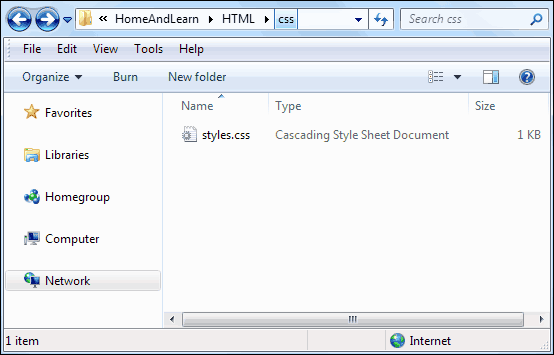 « HomeAndLearn ▸ HTML ▸ css Search css
File Edit View Tools Help
Organize Burn New folder
Name Type Size
Favorites
styles.css Cascading Style Sheet Document 1 KB
Libraries
Homegroup
Computer
Network
1 item Internet